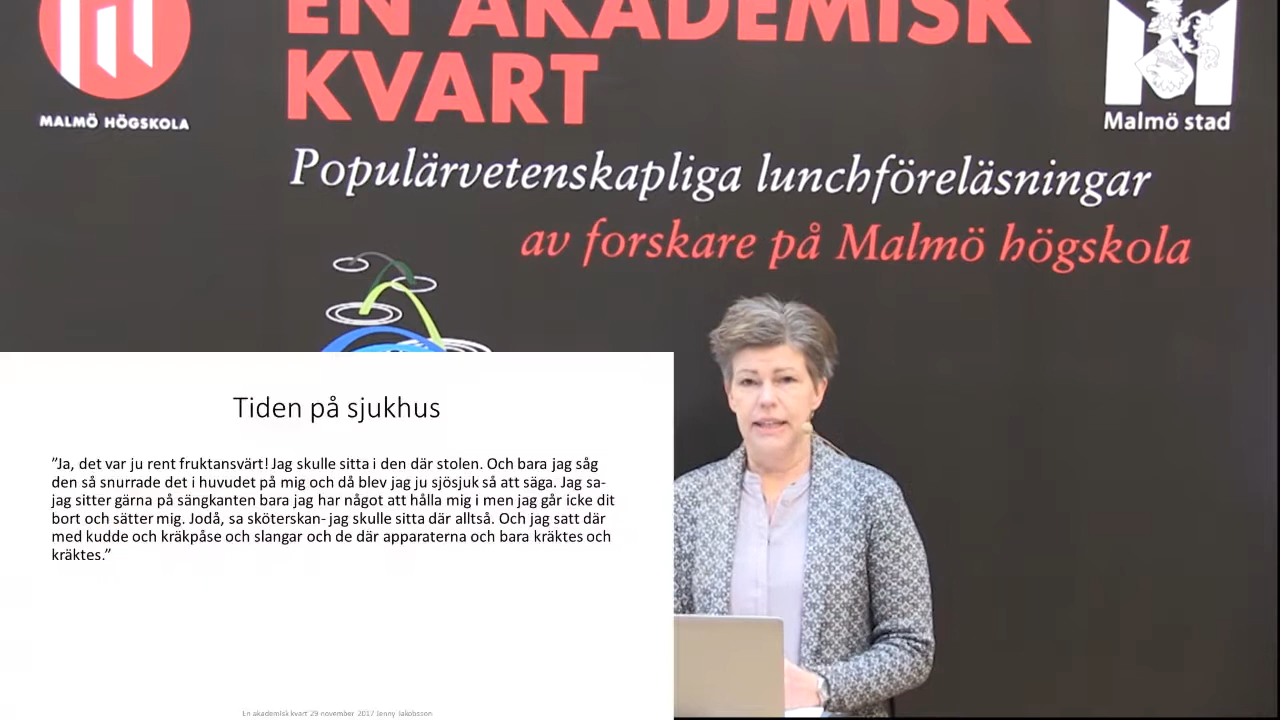 EN AKADEMISK
KVART
MALMÖ HÖGSKOLA
Malmö stad
Populärvetenskapliga lunchföreläsningar
av forskare på Malmö högskola
Tiden på sjukhus
”Ja, det var ju rent fruktansvärt! Jag skulle sitta i den där stolen. Och bara jag såg
den så snurrade det i huvudet på mig och då blev jag ju sjösjuk så att säga. Jag sa-
jag sitter gärna på sängkanten bara jag har något att hålla mig i men jag går icke dit
bort och sätter mig. Jodå, sa sköterskan- jag skulle sitta där alltså. Och jag satt där
med kudde och kräkpåse och slangar och de där apparaterna och bara kräktes och
kräktes.”
En akademisk kvart 29 november 2017 Jenny Jakobsson